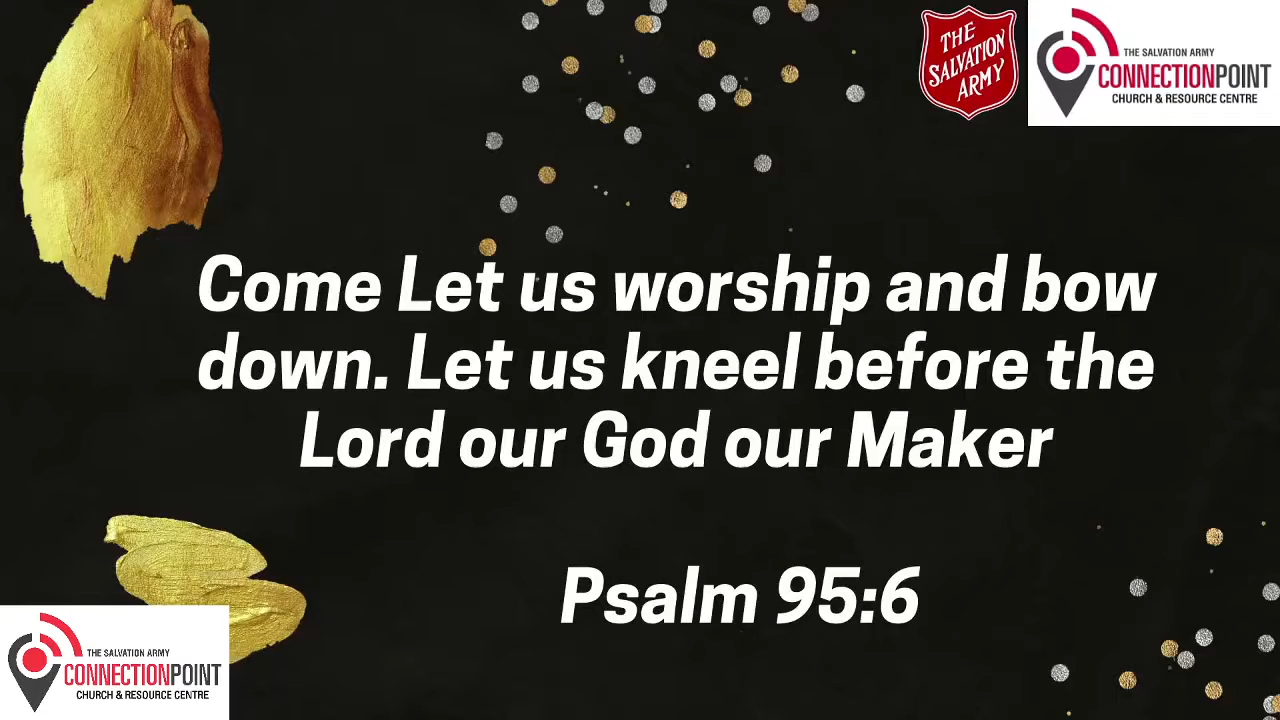 THE
SALVATION
ARMY
THE SALVATION ARMY
CONNECTIONPOINT
CHURCH & RESOURCE CENTRE
Come Let us worship and bow
down. Let us kneel before the
Lord our God our Maker
Psalm 95:6
THE SALVATION ARMY
CONNECTIONPOINT
CHURCH & RESOURCE CENTRE